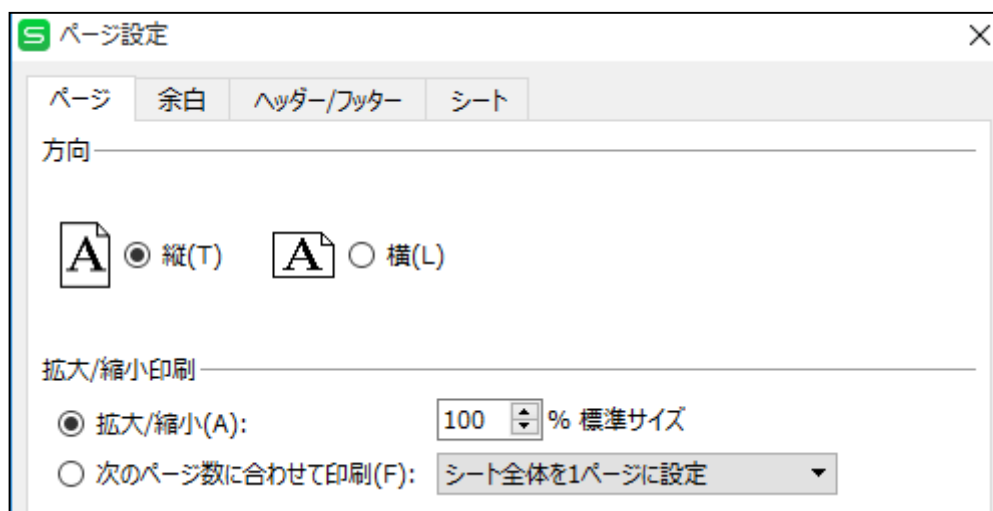 S ページ設定
ページ 余白 ヘッダー/フッター シート
方向
A 縦(T) A 横(L)
拡大/縮小印刷
拡大/縮小(A): 100 % 標準サイズ
次のページ数に合わせて印刷(F): シート全体を1ページに設定